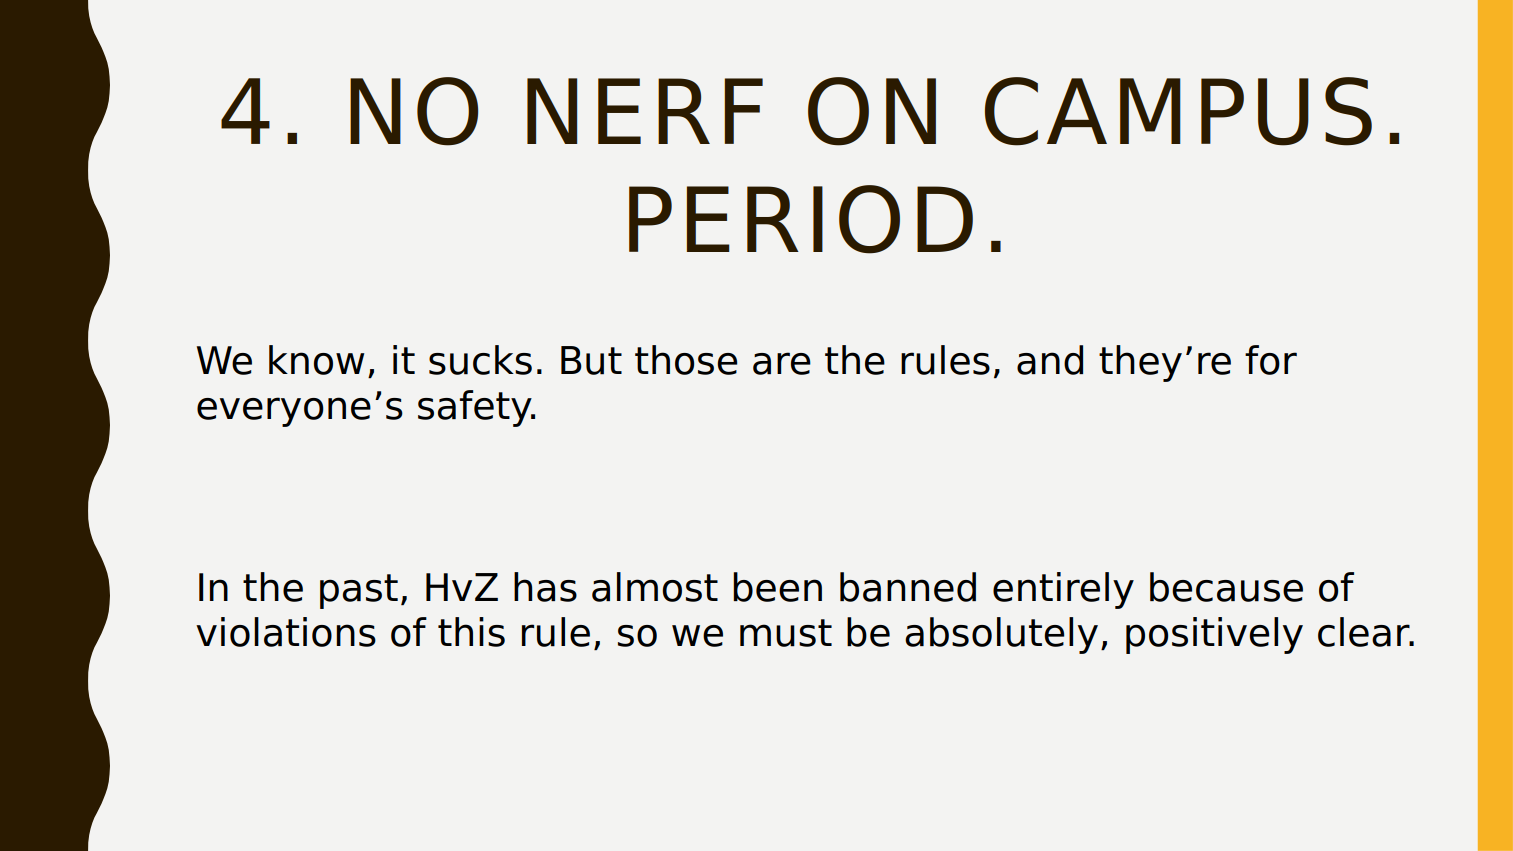 4. NO NERF ON CAMPUS.
PERIOD.
We know, it sucks. But those are the rules, and they’re for
everyone’s safety.
In the past, HvZ has almost been banned entirely because of
violations of this rule, so we must be absolutely, positively clear.